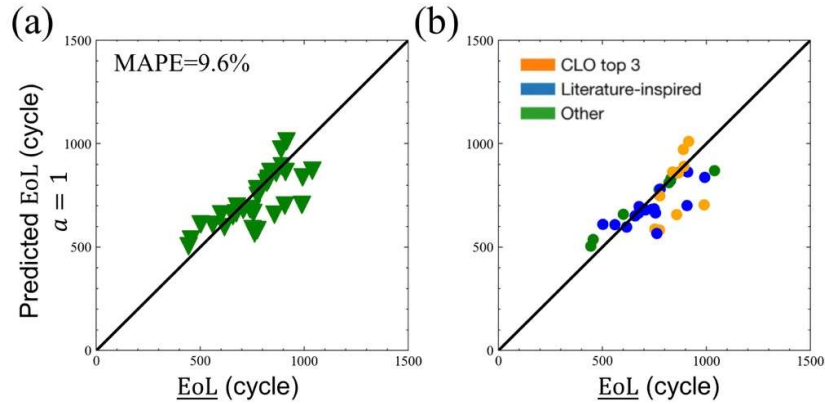 (a)
(b)
1500
MAPE=9.6%
1000
500
0
0
500
1000
1500
Predicted EoL (cycle)
a = 1
EoL (cycle)
1500
CLO top 3
Literature-inspired
Other
1000
500
0
0
500
1000
1500
EoL (cycle)